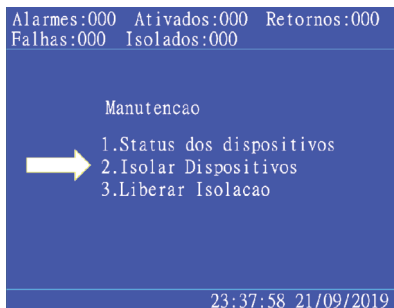 Alarmes:000 Ativados:000 Retornos:000
Falhas:000 Isolados:000
Manutencao
1.Status dos dispositivos
2.Isolar Dispositivos
3.Liberar Isolacao
23:37:58 21/09/2019